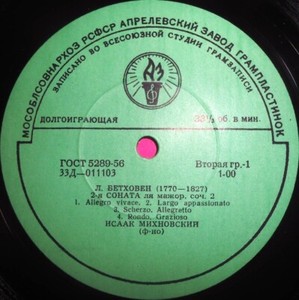 МОСОБЛСОВНАРХОЗ РСФСР АПРЕЛЕВСКИЙ ЗАВОД ГРАМПЛАСТИНОК
ЗАПИСАНО ВО ВСЕСОЮЗНОЙ СТУДИИ ГРАМЗАПИСИ
ДОЛГОИГРАЮЩАЯ
33⅓ об. в мин.
ГОСТ 5289-56
Вторая гр.-1
33Д—011103
1-00
Л. БЕТХОВЕН (1770—1827)
2-я СОНАТА ля мажор, соч. 2
1. Allegro vivace, 2. Largo appassionato
3. Scherzo. Allegretto
4. Rondo. Grazioso
ИСААК МИХНОВСКИЙ
(ф-но)